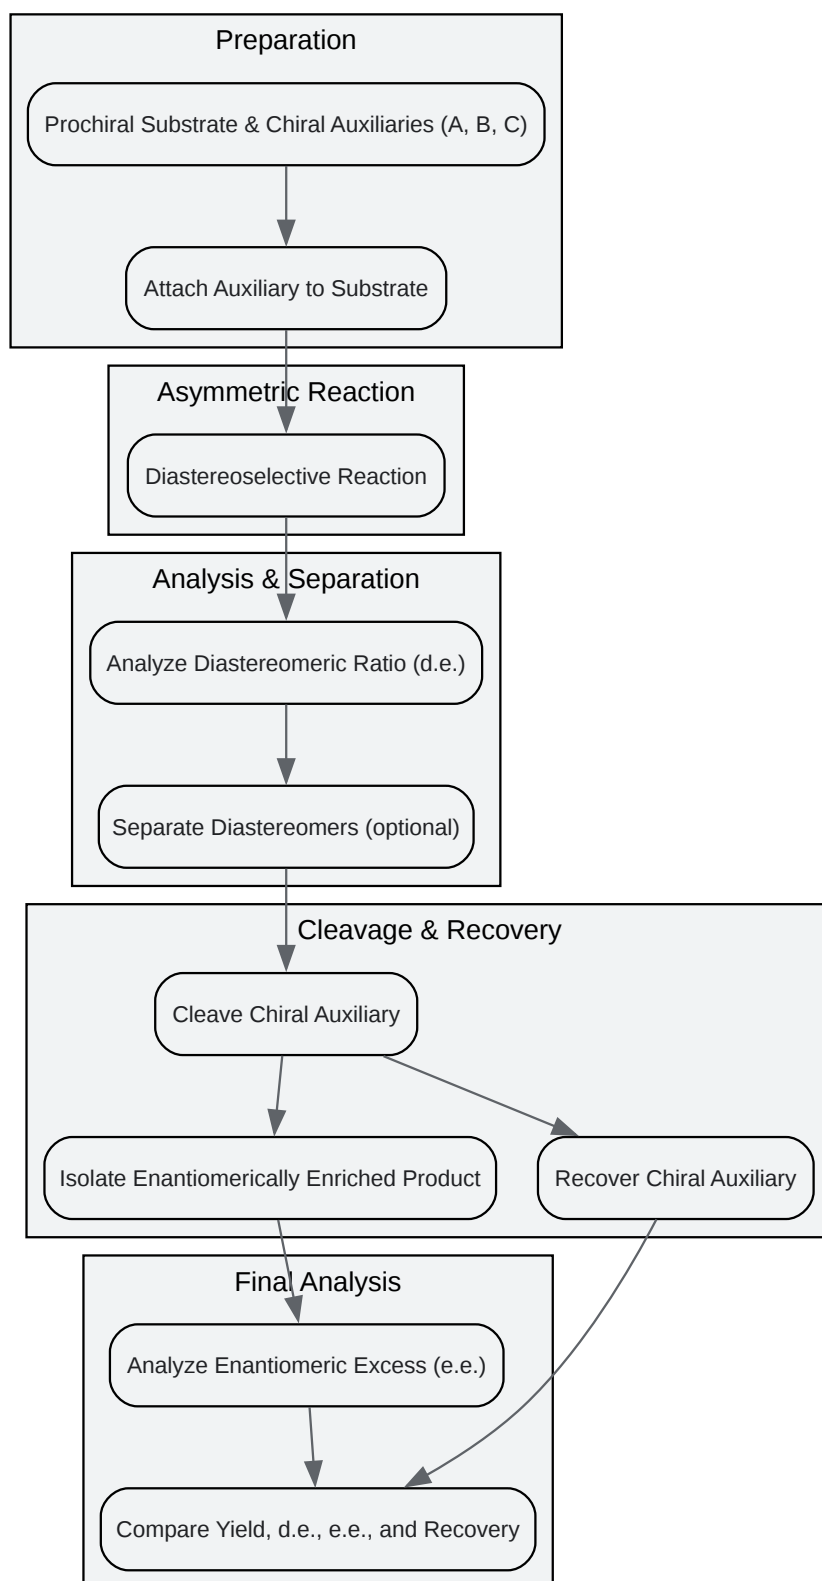 Preparation
Prochiral Substrate & Chiral Auxiliaries (A, B, C)
Attach Auxiliary to Substrate
Asymmetric Reaction
Diastereoselective Reaction
Analysis & Separation
Analyze Diastereomeric Ratio (d.e.)
Separate Diastereomers (optional)
Cleavage & Recovery
Cleave Chiral Auxiliary
Isolate Enantiomerically Enriched Product
Recover Chiral Auxiliary
Final Analysis
Analyze Enantiomeric Excess (e.e.)
Compare Yield, d.e., e.e., and Recovery